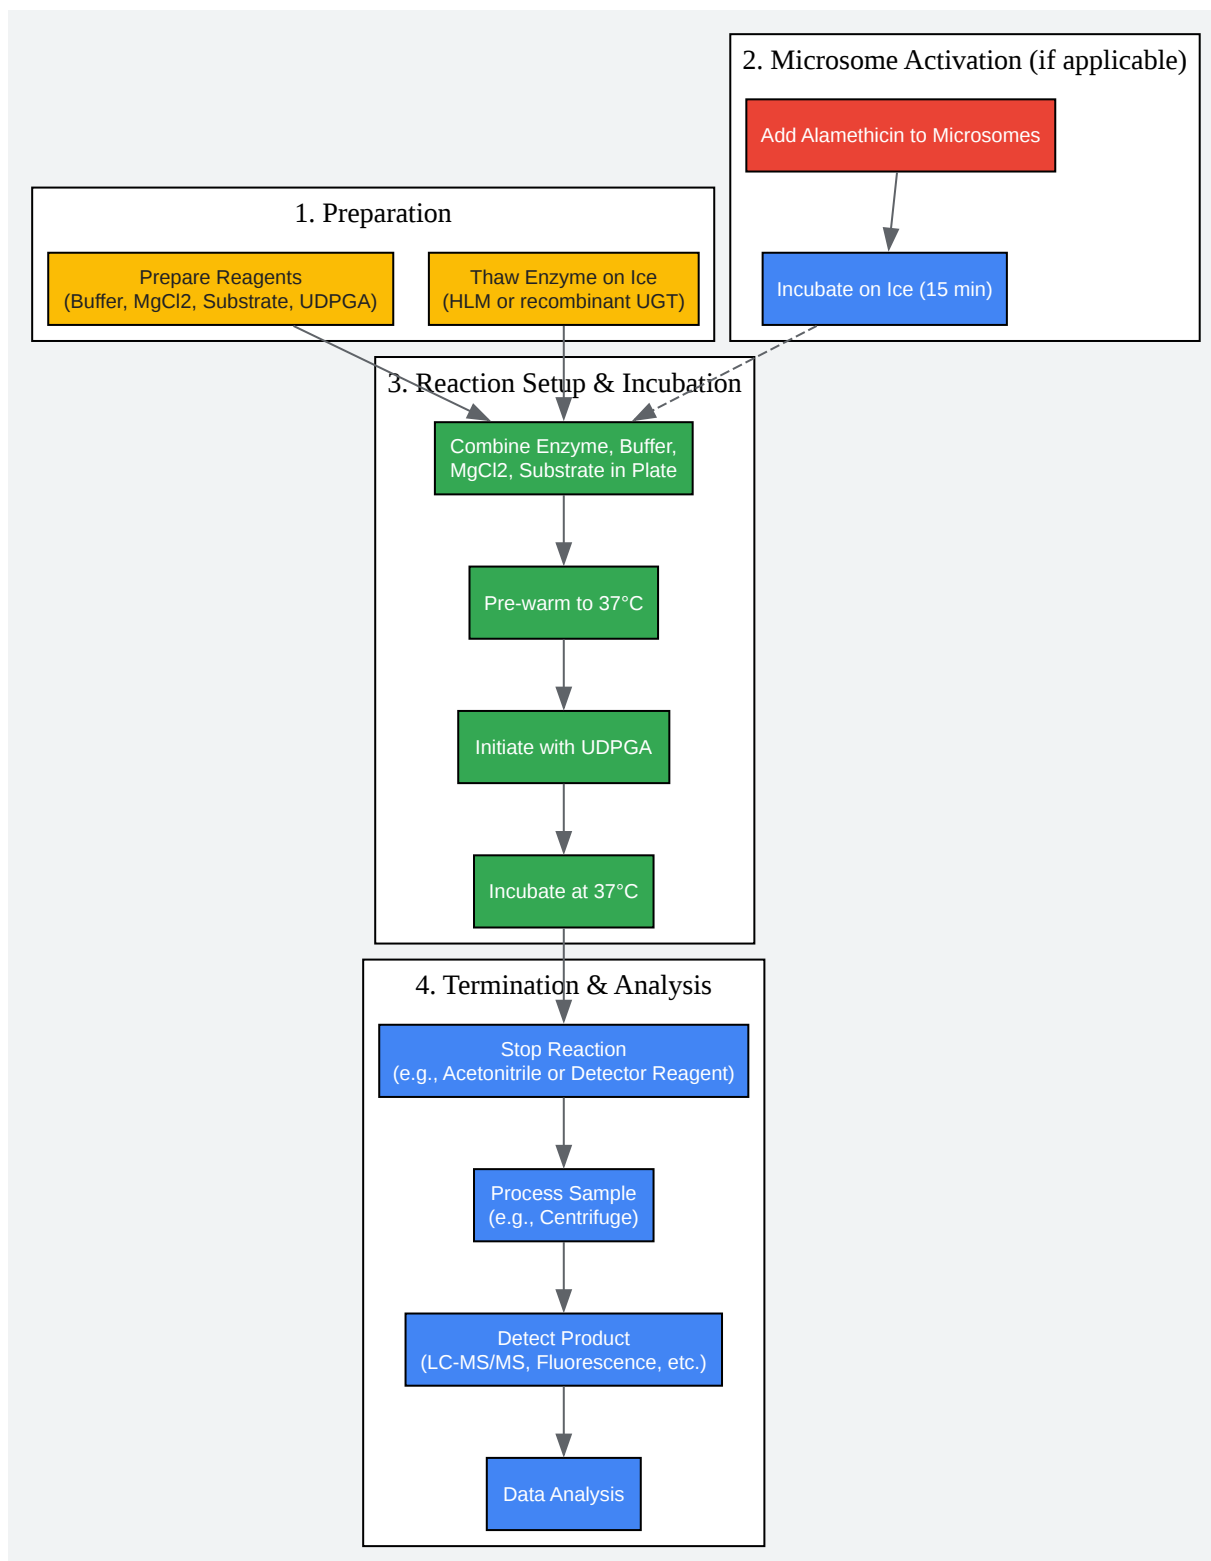 2. Microsome Activation (if applicable)
Add Alamethicin to Microsomes
Incubate on Ice (15 min)
1. Preparation
Prepare Reagents
(Buffer, MgCl2, Substrate, UDPGA)
Thaw Enzyme on Ice
(HLM or recombinant UGT)
3. Reaction Setup & Incubation
Combine Enzyme, Buffer,
MgCl2, Substrate in Plate
Pre-warm to 37°C
Initiate with UDPGA
Incubate at 37°C
4. Termination & Analysis
Stop Reaction
(e.g., Acetonitrile or Detector Reagent)
Process Sample
(e.g., Centrifuge)
Detect Product
(LC-MS/MS, Fluorescence, etc.)
Data Analysis